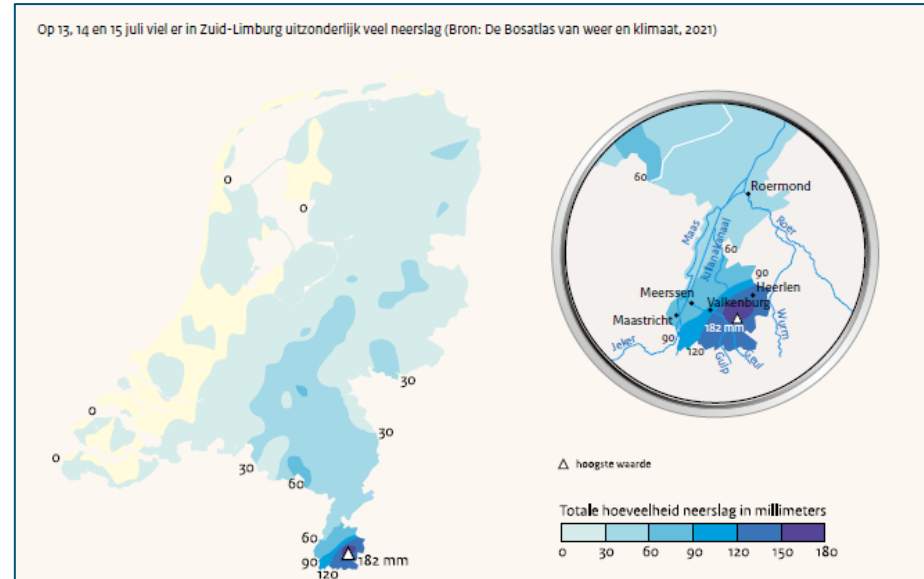 Op 13, 14 en 15 juli viel er in Zuid-Limburg uitzonderlijk veel neerslag (Bron: De Bosatlas van weer en klimaat, 2021)
0
0
0
0
30
30
30
60
60
90
120
182 mm
60
Roermond
Maas
Julianakanaal
Roer
60
90
Heerlen
Meerssen
Valkenburg
Maastricht
182 mm
Wurm
90
120
Jeker
Gulp
Geul
hoogste waarde
Totale hoeveelheid neerslag in millimeters
0 30 60 90 120 150 180